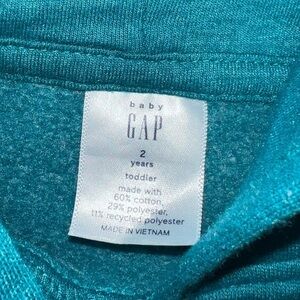 baby
GAP
2
years
toddler
made with
60% cotton,
29% polyester,
11% recycled polyester
MADE IN VIETNAM